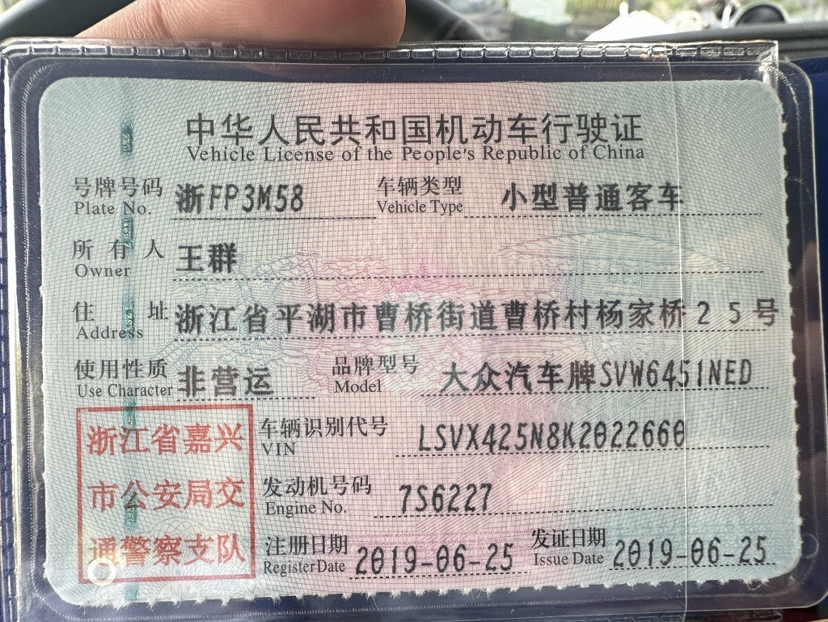 中华人民共和国机动车行驶证
Vehicle License of the People's Republic of China
号牌号码 浙FP3M58 车辆类型 小型普通客车
Plate No. Vehicle Type
所有人 王群
Owner
住址 浙江省平湖市曹桥街道曹桥村杨家桥25号
Address
使用性质 非营运 品牌型号 大众汽车牌SVW6451NED
Use Character Model
浙江省嘉兴
市公安局交
通警察支队
车辆识别代号 LSVX425N8K2022660
VIN
发动机号码 7S6227
Engine No.
注册日期 2019-06-25 发证日期 2019-06-25
Register Date Issue Date